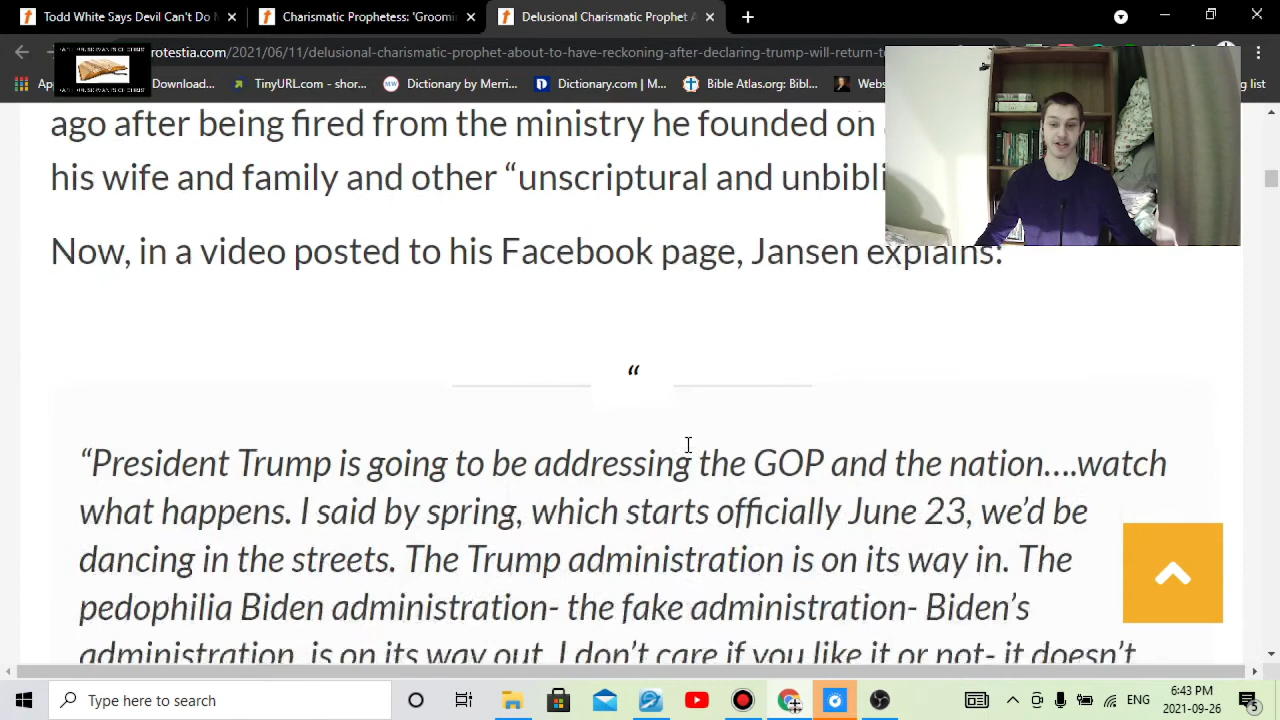 Todd White Says Devil Can't Do
Charismatic Prophetess: 'Groomin
Delusional Charismatic Prophet A
rotestia.com/2021/06/11/delusional-charismatic-prophet-about-to-have-reckoning-after-declaring-trump-will-return-to
Download...
TinyURL.com - shor...
Dictionary by Merri...
Dictionary.com | M...
Bible Atlas.org:
Webs
ng list
ago after being fired from the ministry he founded on
his wife and family and other “unscriptural and unbibli
Now, in a video posted to his Facebook page, Jansen explains:
“
“President Trump is going to be addressing the GOP and the nation….watch
what happens. I said by spring, which starts officially June 23, we’d be
dancing in the streets. The Trump administration is on its way in. The
pedophilia Biden administration- the fake administration- Biden’s
administration is on its way out. I don’t care if you like it or not- it doesn’t
Type here to search
ENG
6:43 PM
2021-09-26
5